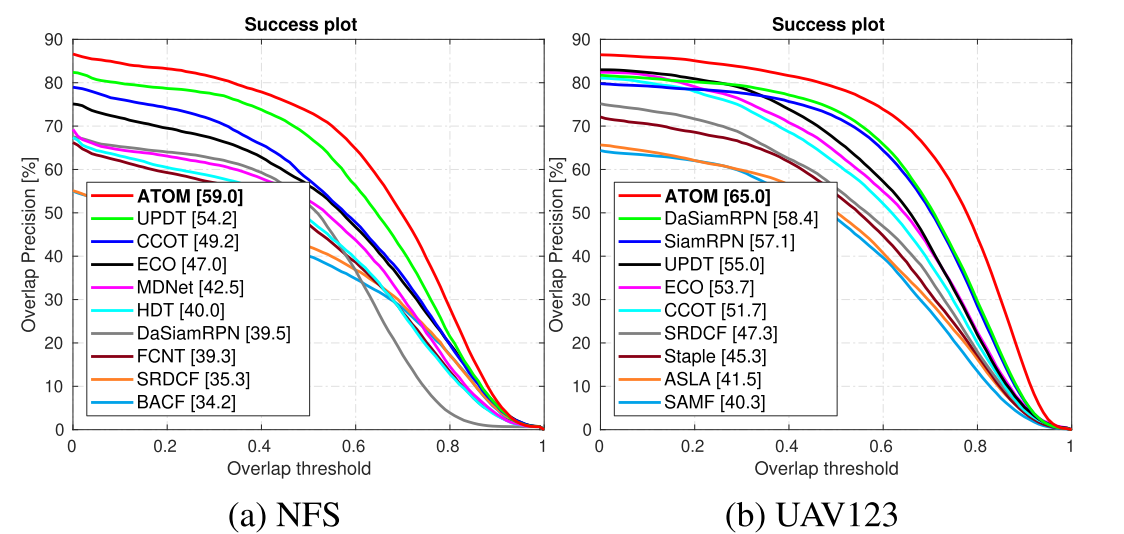 Success plot
90
80
70
60
50
40
30
20
10
0
Overlap Precision [%]
ATOM [59.0]
UPDT [54.2]
CCOT [49.2]
ECO [47.0]
MDNet [42.5]
HDT [40.0]
DaSiamRPN [39.5]
FCNT [39.3]
SRDCF [35.3]
BACF [34.2]
0 0.2 0.4 0.6 0.8 1
Overlap threshold
(a) NFS
Success plot
90
80
70
60
50
40
30
20
10
0
Overlap Precision [%]
ATOM [65.0]
DaSiamRPN [58.4]
SiamRPN [57.1]
UPDT [55.0]
ECO [53.7]
CCOT [51.7]
SRDCF [47.3]
Staple [45.3]
ASLA [41.5]
SAMF [40.3]
0 0.2 0.4 0.6 0.8 1
Overlap threshold
(b) UAV123